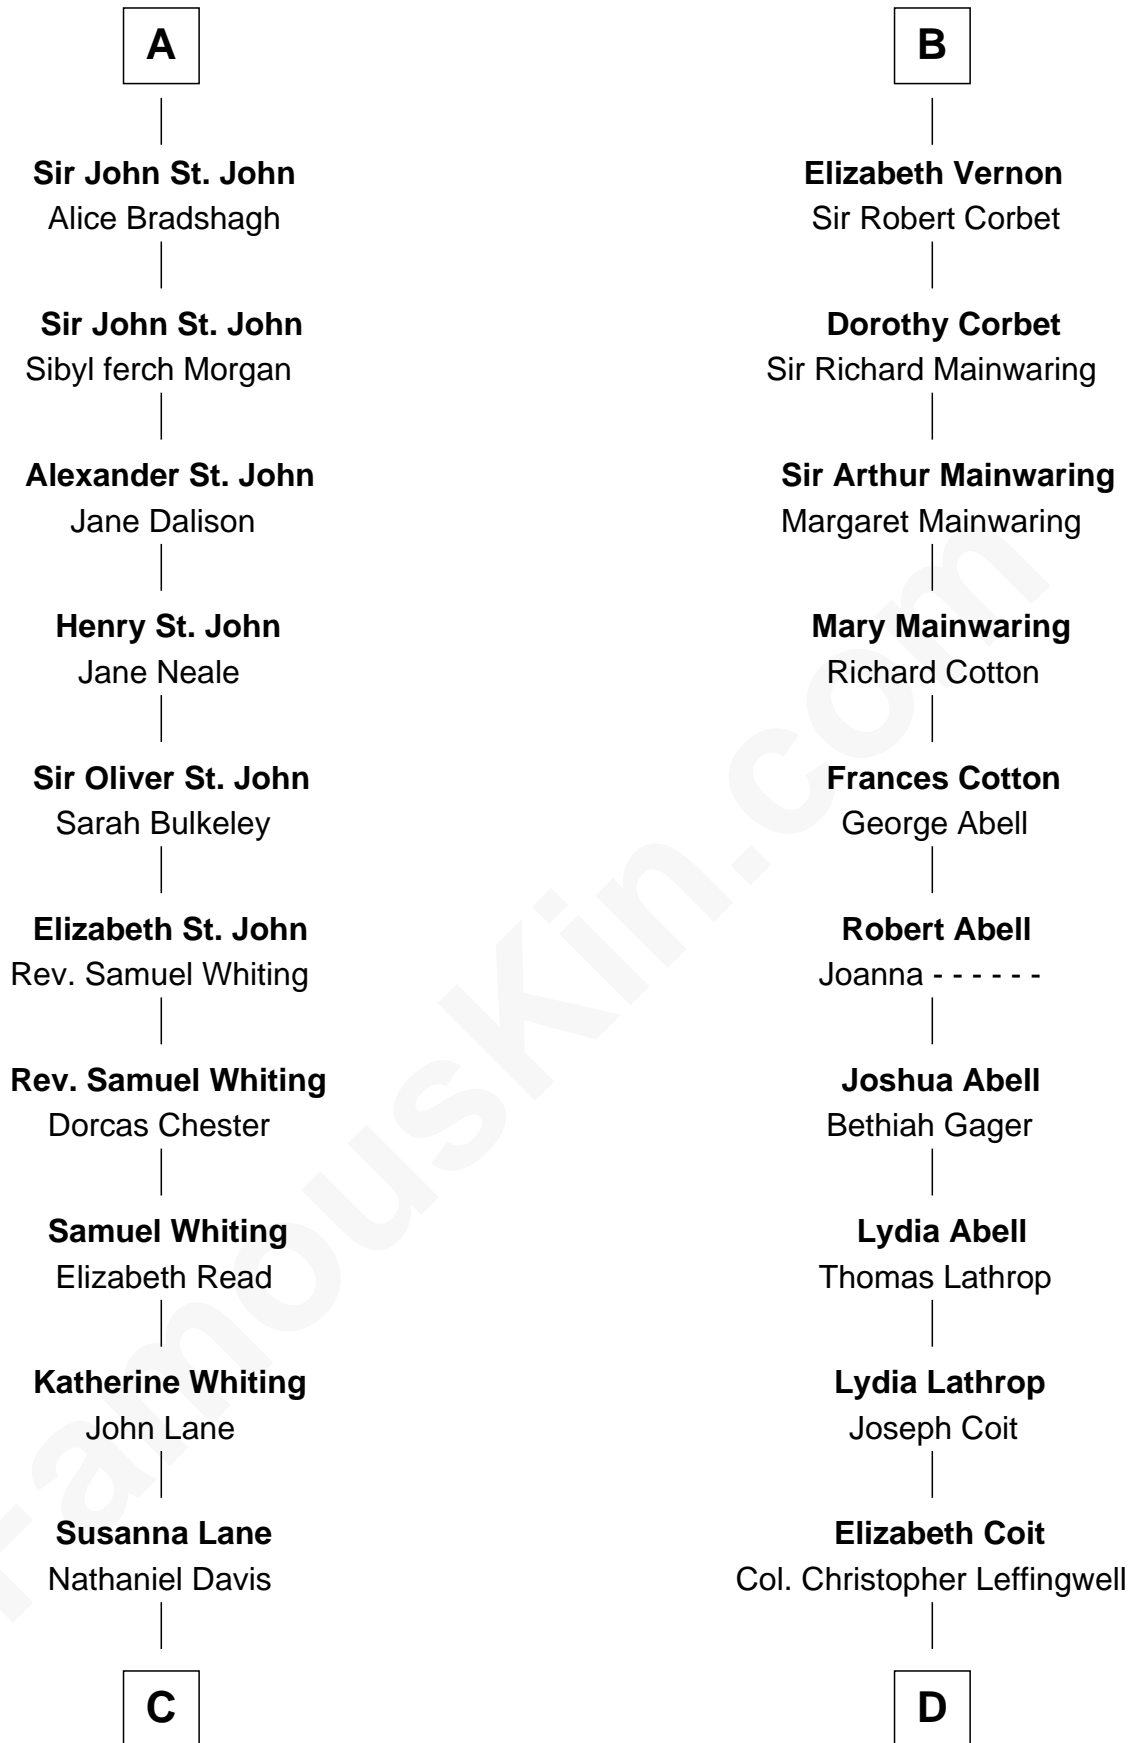 A
Sir John St. John
Alice Bradshagh
Sir John St. John
Sibyl ferch Morgan
Alexander St. John
Jane Dalison
Henry St. John
Jane Neale
Sir Oliver St. John
Sarah Bulkeley
Elizabeth St. John
Rev. Samuel Whiting
Rev. Samuel Whiting
Dorcas Chester
Samuel Whiting
Elizabeth Read
Katherine Whiting
John Lane
Susanna Lane
Nathaniel Davis
C
B
Elizabeth Vernon
Sir Robert Corbet
Dorothy Corbet
Sir Richard Mainwaring
Sir Arthur Mainwaring
Margaret Mainwaring
Mary Mainwaring
Richard Cotton
Frances Cotton
George Abell
Robert Abell
Joanna - - - - - -
Joshua Abell
Bethiah Gager
Lydia Abell
Thomas Lathrop
Lydia Lathrop
Joseph Coit
Elizabeth Coit
Col. Christopher Leffingwell
D
FamousKin.com